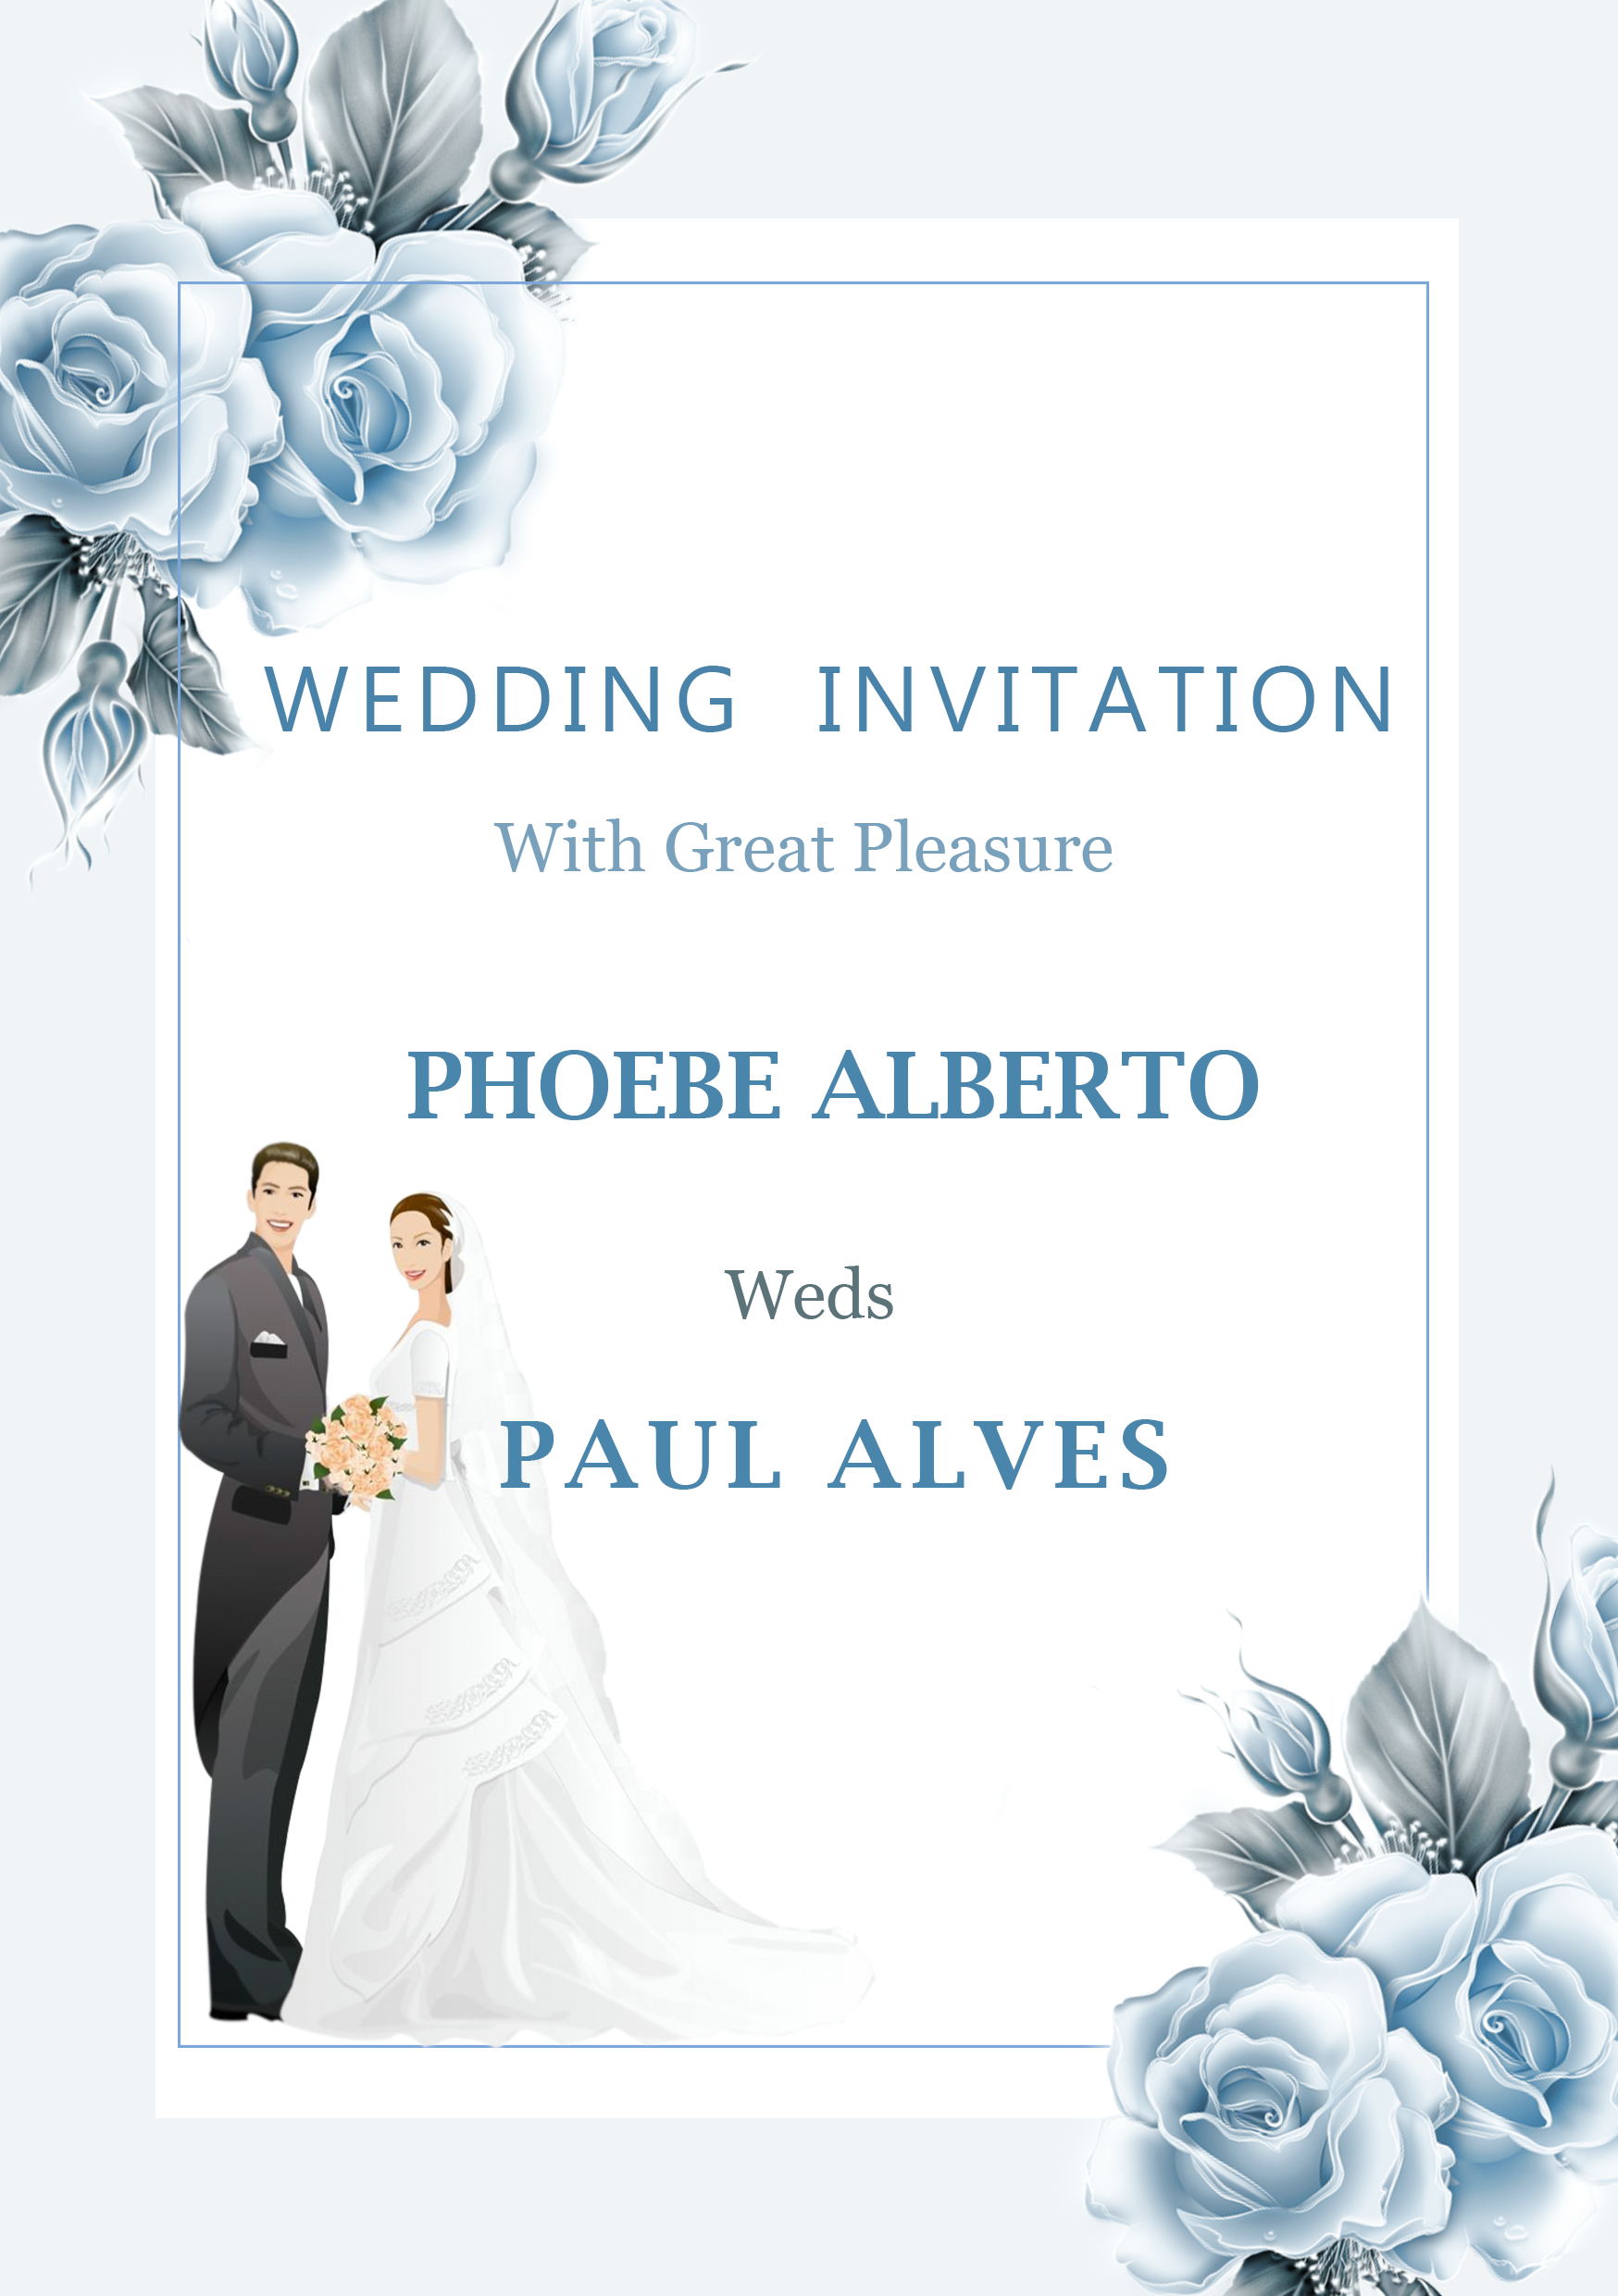 WEDDING INVITATION
With Great Pleasure
PHOEBE ALBERTO
Weds
PAUL ALVES